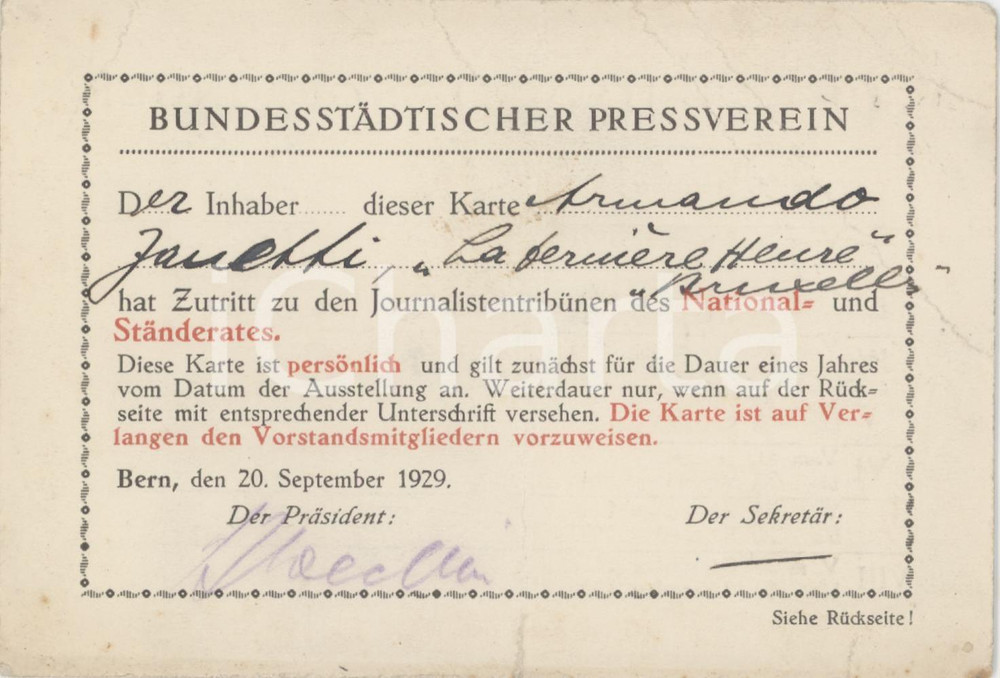 BUNDESSTÄDTISCHER PRESSVEREIN
Der Inhaber dieser Karte Armando
Zanetti, „La dernière Heure"
"Bruxelles"
hat Zutritt zu den Journalistentribünen des National= und
Ständerates.
Diese Karte ist persönlich und gilt zunächst für die Dauer eines Jahres
vom Datum der Ausstellung an. Weiterdauer nur, wenn auf der Rück=
seite mit entsprechender Unterschrift versehen. Die Karte ist auf Ver=
langen den Vorstandsmitgliedern vorzuweisen.
Bern, den 20. September 1929.
Der Präsident: Der Sekretär:
Siehe Rückseite!
iCharta